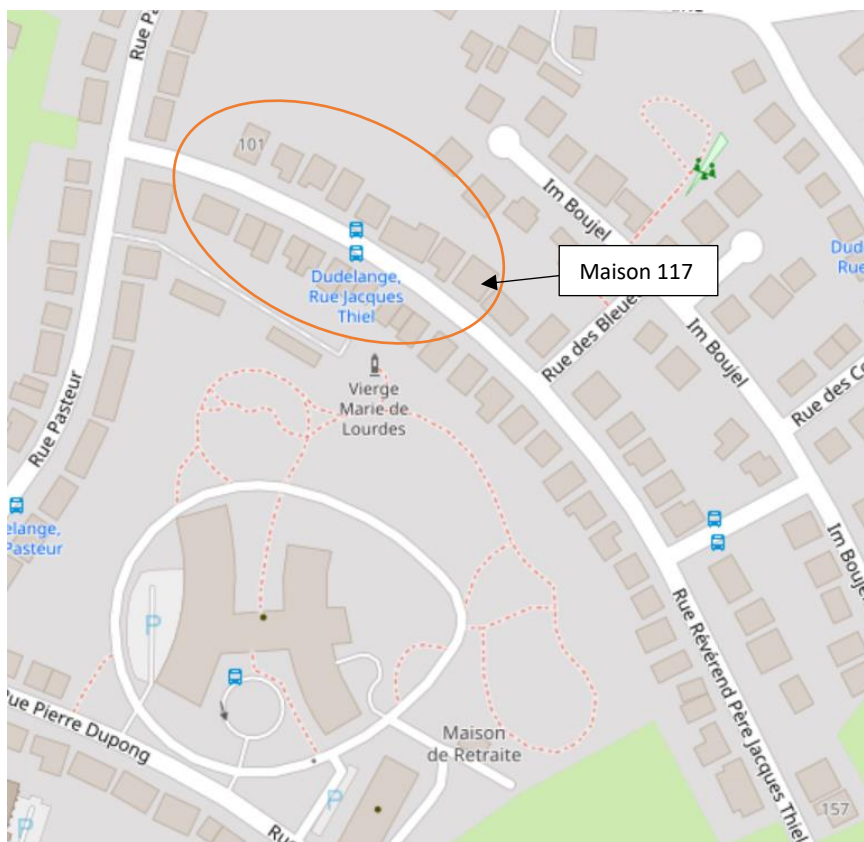 Rue Pa
101
Im Boujel
Maison 117
Dudelange,
Rue Jacques
Thiel
Dud
Rue
Rue des Bleue
Im Boujel
Rue des Co
Vierge
Marie de
Lourdes
Rue Pasteur
elange,
Pasteur
Im Boujel
P
Rue Révérend Père Jacques Thiel
Rue Pierre Dupong
Maison
de Retraite
P
P
Ru
157